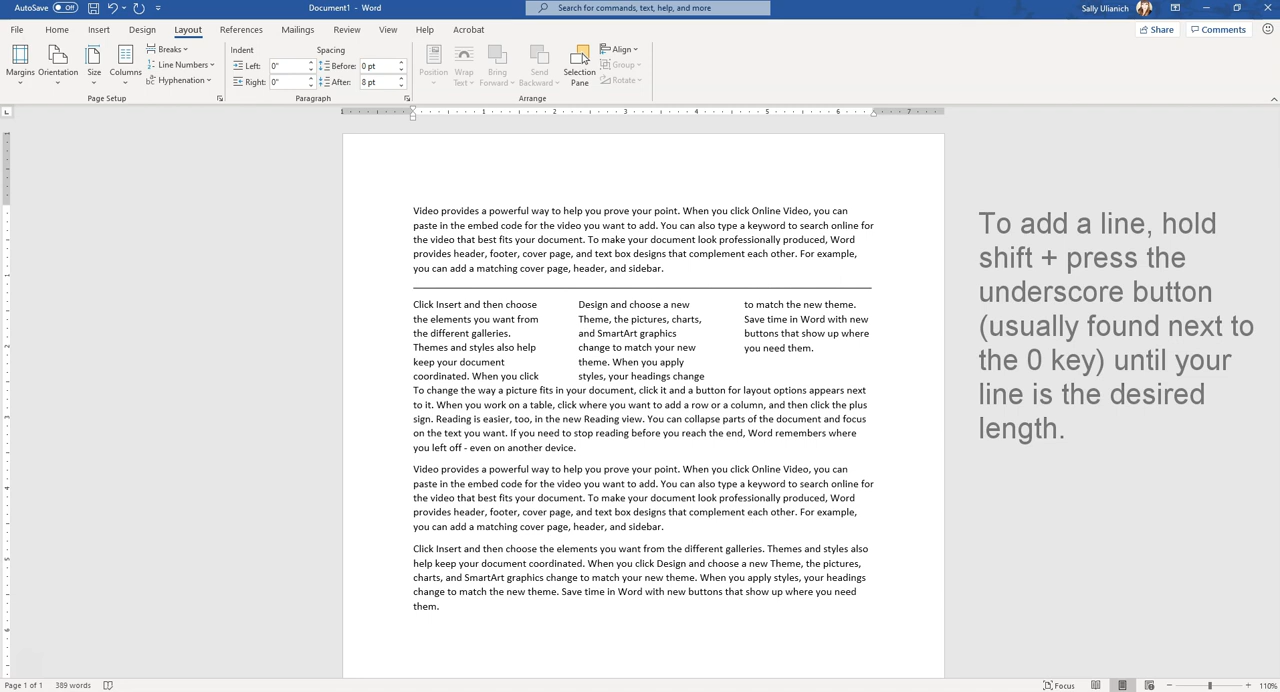 AutoSave Off Document1 - Word Search for commands, text, help, and more Sally Ulianich
File Home Insert Design Layout References Mailings Review View Help Acrobat Share Comments
Margins Orientation Size Columns Breaks Line Numbers Hyphenation
Page Setup
Indent Spacing
Left: 0" Before: 0 pt
Right: 0" After: 8 pt
Paragraph
Position Wrap Text Bring Forward Send Backward Selection Pane Align Group Rotate
Arrange
1 1 2 3 4 5 6 7
Video provides a powerful way to help you prove your point. When you click Online Video, you can
paste in the embed code for the video you want to add. You can also type a keyword to search online for
the video that best fits your document. To make your document look professionally produced, Word
provides header, footer, cover page, and text box designs that complement each other. For example,
you can add a matching cover page, header, and sidebar.
Click Insert and then choose
the elements you want from
the different galleries.
Themes and styles also help
keep your document
coordinated. When you click
Design and choose a new
Theme, the pictures, charts,
and SmartArt graphics
change to match your new
theme. When you apply
styles, your headings change
to match the new theme.
Save time in Word with new
buttons that show up where
you need them.
To change the way a picture fits in your document, click it and a button for layout options appears next
to it. When you work on a table, click where you want to add a row or a column, and then click the plus
sign. Reading is easier, too, in the new Reading view. You can collapse parts of the document and focus
on the text you want. If you need to stop reading before you reach the end, Word remembers where
you left off - even on another device.
Video provides a powerful way to help you prove your point. When you click Online Video, you can
paste in the embed code for the video you want to add. You can also type a keyword to search online for
the video that best fits your document. To make your document look professionally produced, Word
provides header, footer, cover page, and text box designs that complement each other. For example,
you can add a matching cover page, header, and sidebar.
Click Insert and then choose the elements you want from the different galleries. Themes and styles also
help keep your document coordinated. When you click Design and choose a new Theme, the pictures,
charts, and SmartArt graphics change to match your new theme. When you apply styles, your headings
change to match the new theme. Save time in Word with new buttons that show up where you need
them.
To add a line, hold
shift + press the
underscore button
(usually found next to
the 0 key) until your
line is the desired
length.
Page 1 of 1 389 words Focus 110%